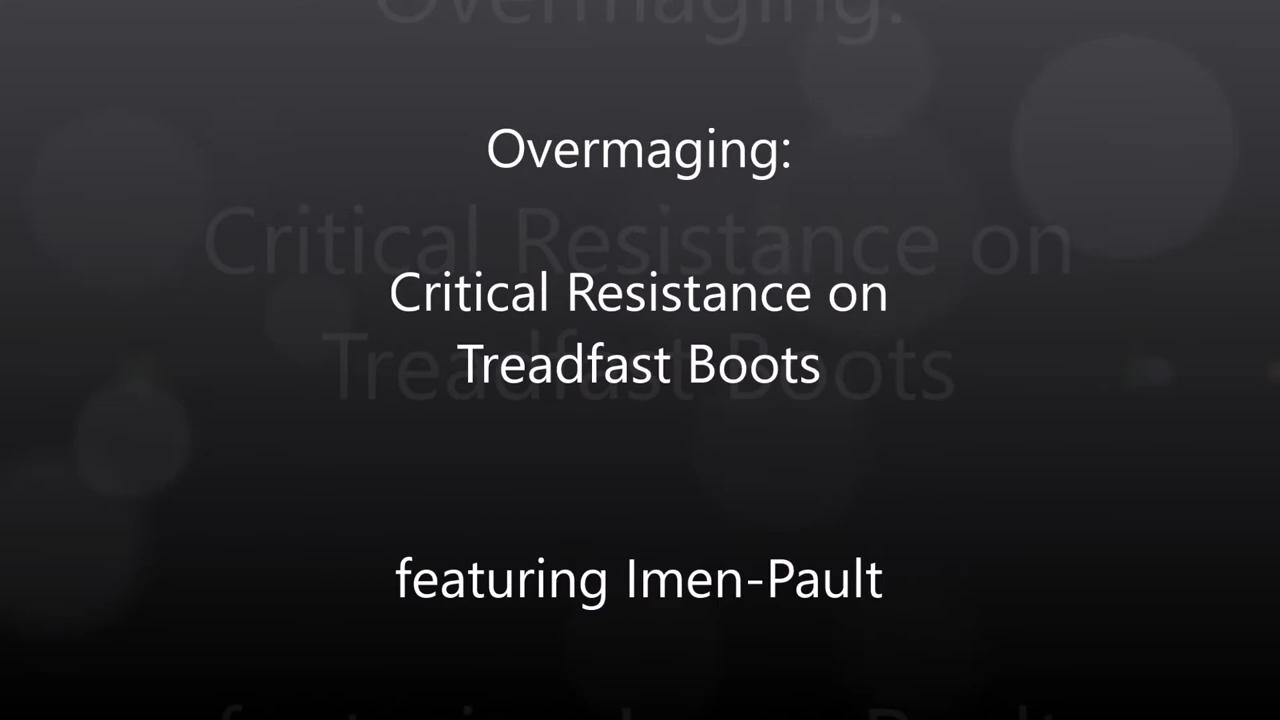 Overmaging:
Critical Resistance on
Treadfast Boots
featuring Imen-Pault